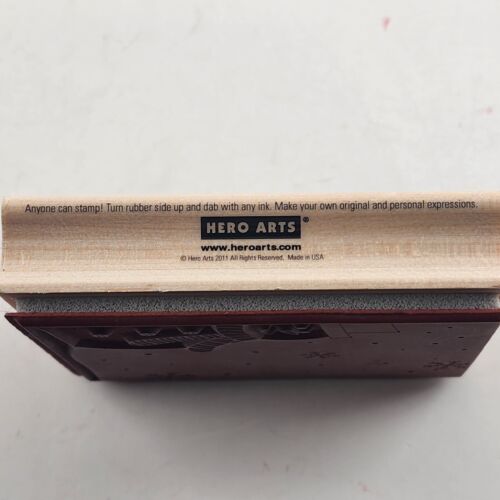 Anyone can stamp! Turn rubber side up and dab with any ink. Make your own original and personal expressions.
HERO ARTS®
www.heroarts.com
© Hero Arts 2011 All Rights Reserved, Made in USA